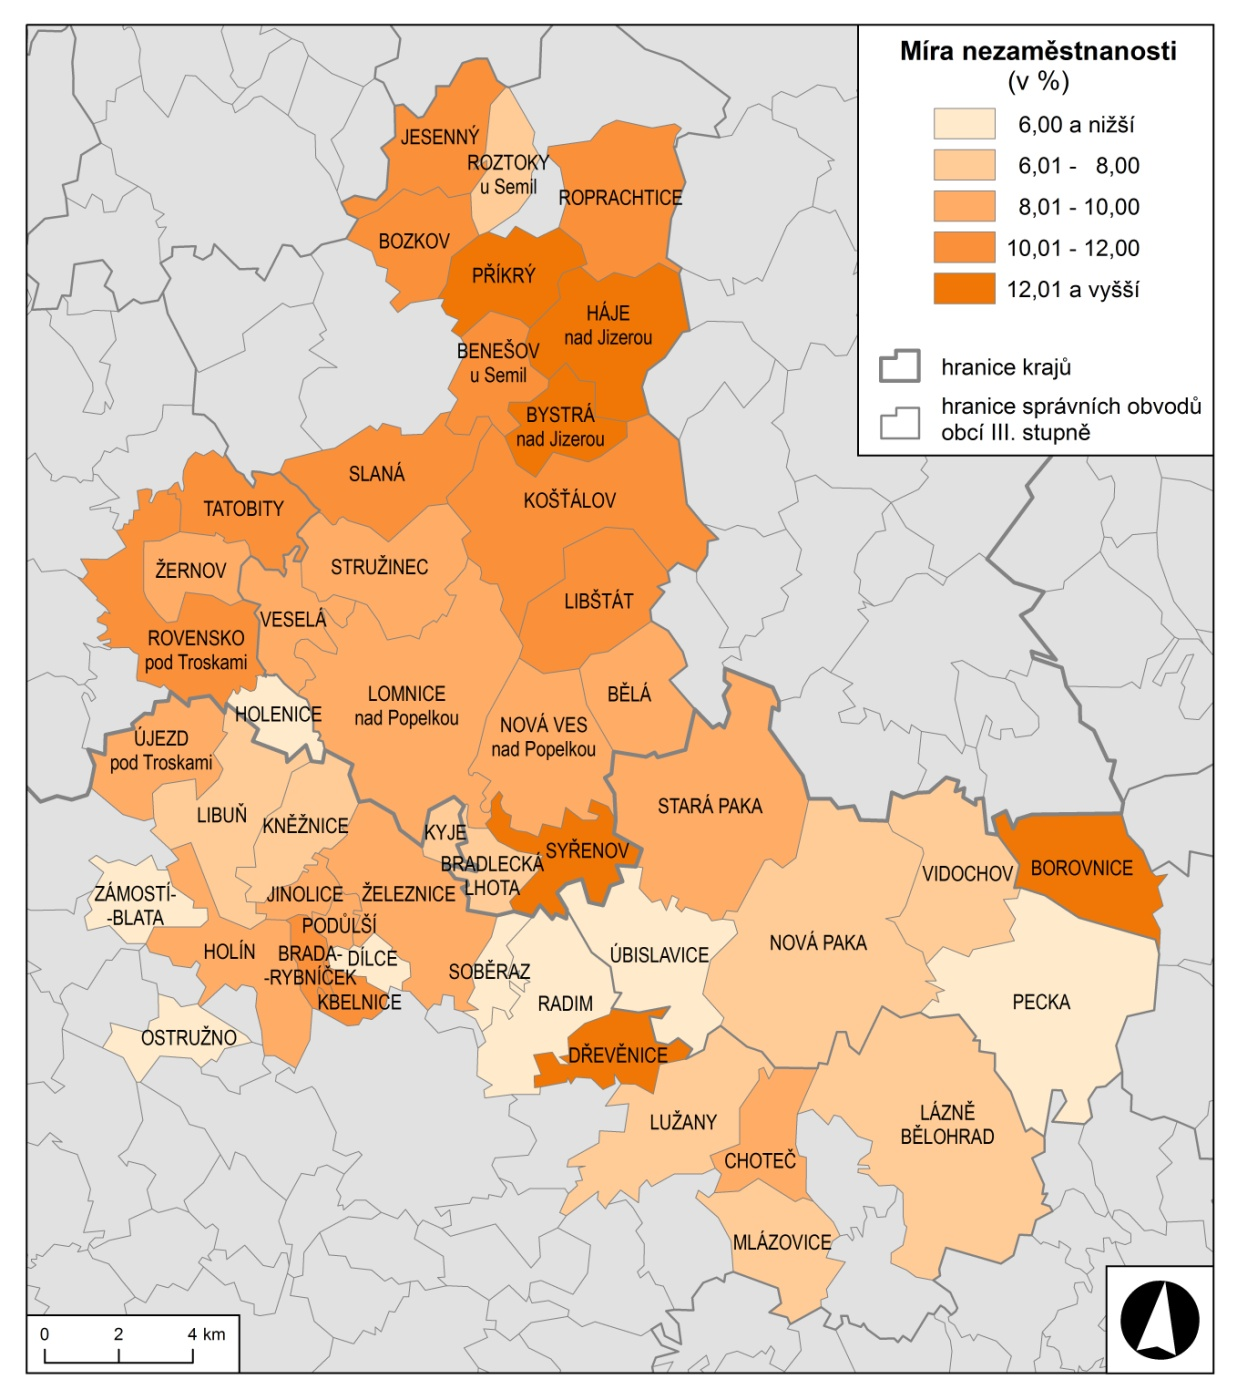 Míra nezaměstnanosti
(v %)
6,00 a nižší
6,01 - 8,00
8,01 - 10,00
10,01 - 12,00
12,01 a vyšší
hranice krajů
hranice správních obvodů
obcí III. stupně
JESENNÝ
ROZTOKY
u Semil
ROPRACHTICE
BOZKOV
PŘÍKRÝ
HÁJE
nad Jizerou
BENEŠOV
u Semil
BYSTRÁ
nad Jizerou
SLANÁ
KOŠŤÁLOV
TATOBITY
ŽERNOV
STRUŽINEC
LIBŠTÁT
VESELÁ
ROVENSKO
pod Troskami
LOMNICE
nad Popelkou
BĚLÁ
HOLENICE
NOVÁ VES
nad Popelkou
ÚJEZD
pod Troskami
STARÁ PAKA
LIBUŇ
KNĚŽNICE
KYJE
SYŘENOV
BRADLECKÁ
LHOTA
VIDOCHOV
BOROVNICE
ZÁMOSTÍ-
-BLATA
JINOLICE
ŽELEZNICE
PODŮLŠÍ
HOLÍN
BRADA-
-RYBNÍČEK
DÍLCE
KBELNICE
SOBĚRAZ
ÚBISLAVICE
NOVÁ PAKA
RADIM
PECKA
OSTRUŽNO
DŘEVĚNICE
LUŽANY
LÁZNĚ
BĚLOHRAD
CHOTEČ
MLÁZOVICE
0 2 4 km